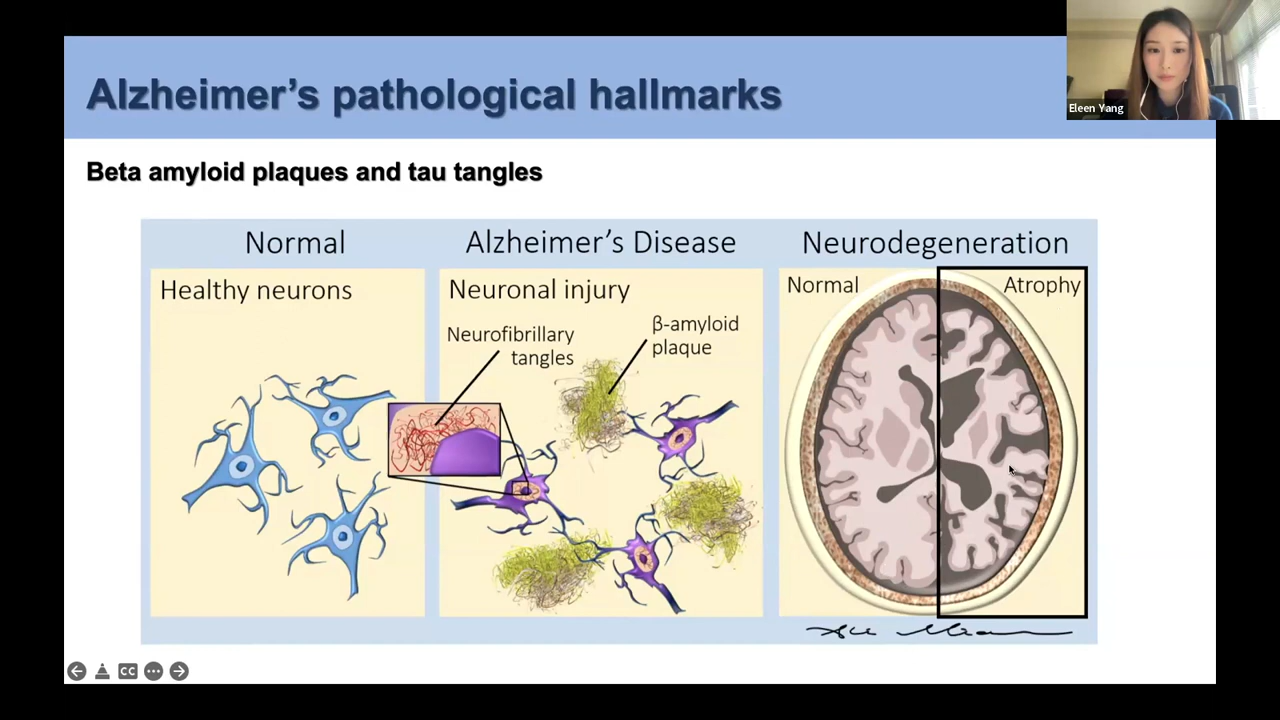 Alzheimer's pathological hallmarks
Eleen Yang
Beta amyloid plaques and tau tangles
Normal
Alzheimer's Disease
Neurodegeneration
Healthy neurons
Neuronal injury
Neurofibrillary
tangles
β-amyloid
plaque
Normal
Atrophy
CC